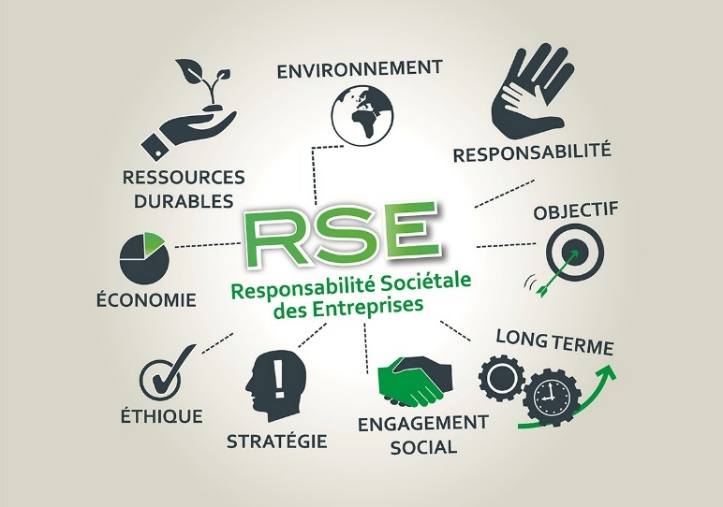 ENVIRONNEMENT
RESPONSABILITÉ
RESSOURCES
DURABLES
OBJECTIF
RSE
Responsabilité Sociétale
des Entreprises
ÉCONOMIE
LONG TERME
ÉTHIQUE
STRATÉGIE
ENGAGEMENT
SOCIAL